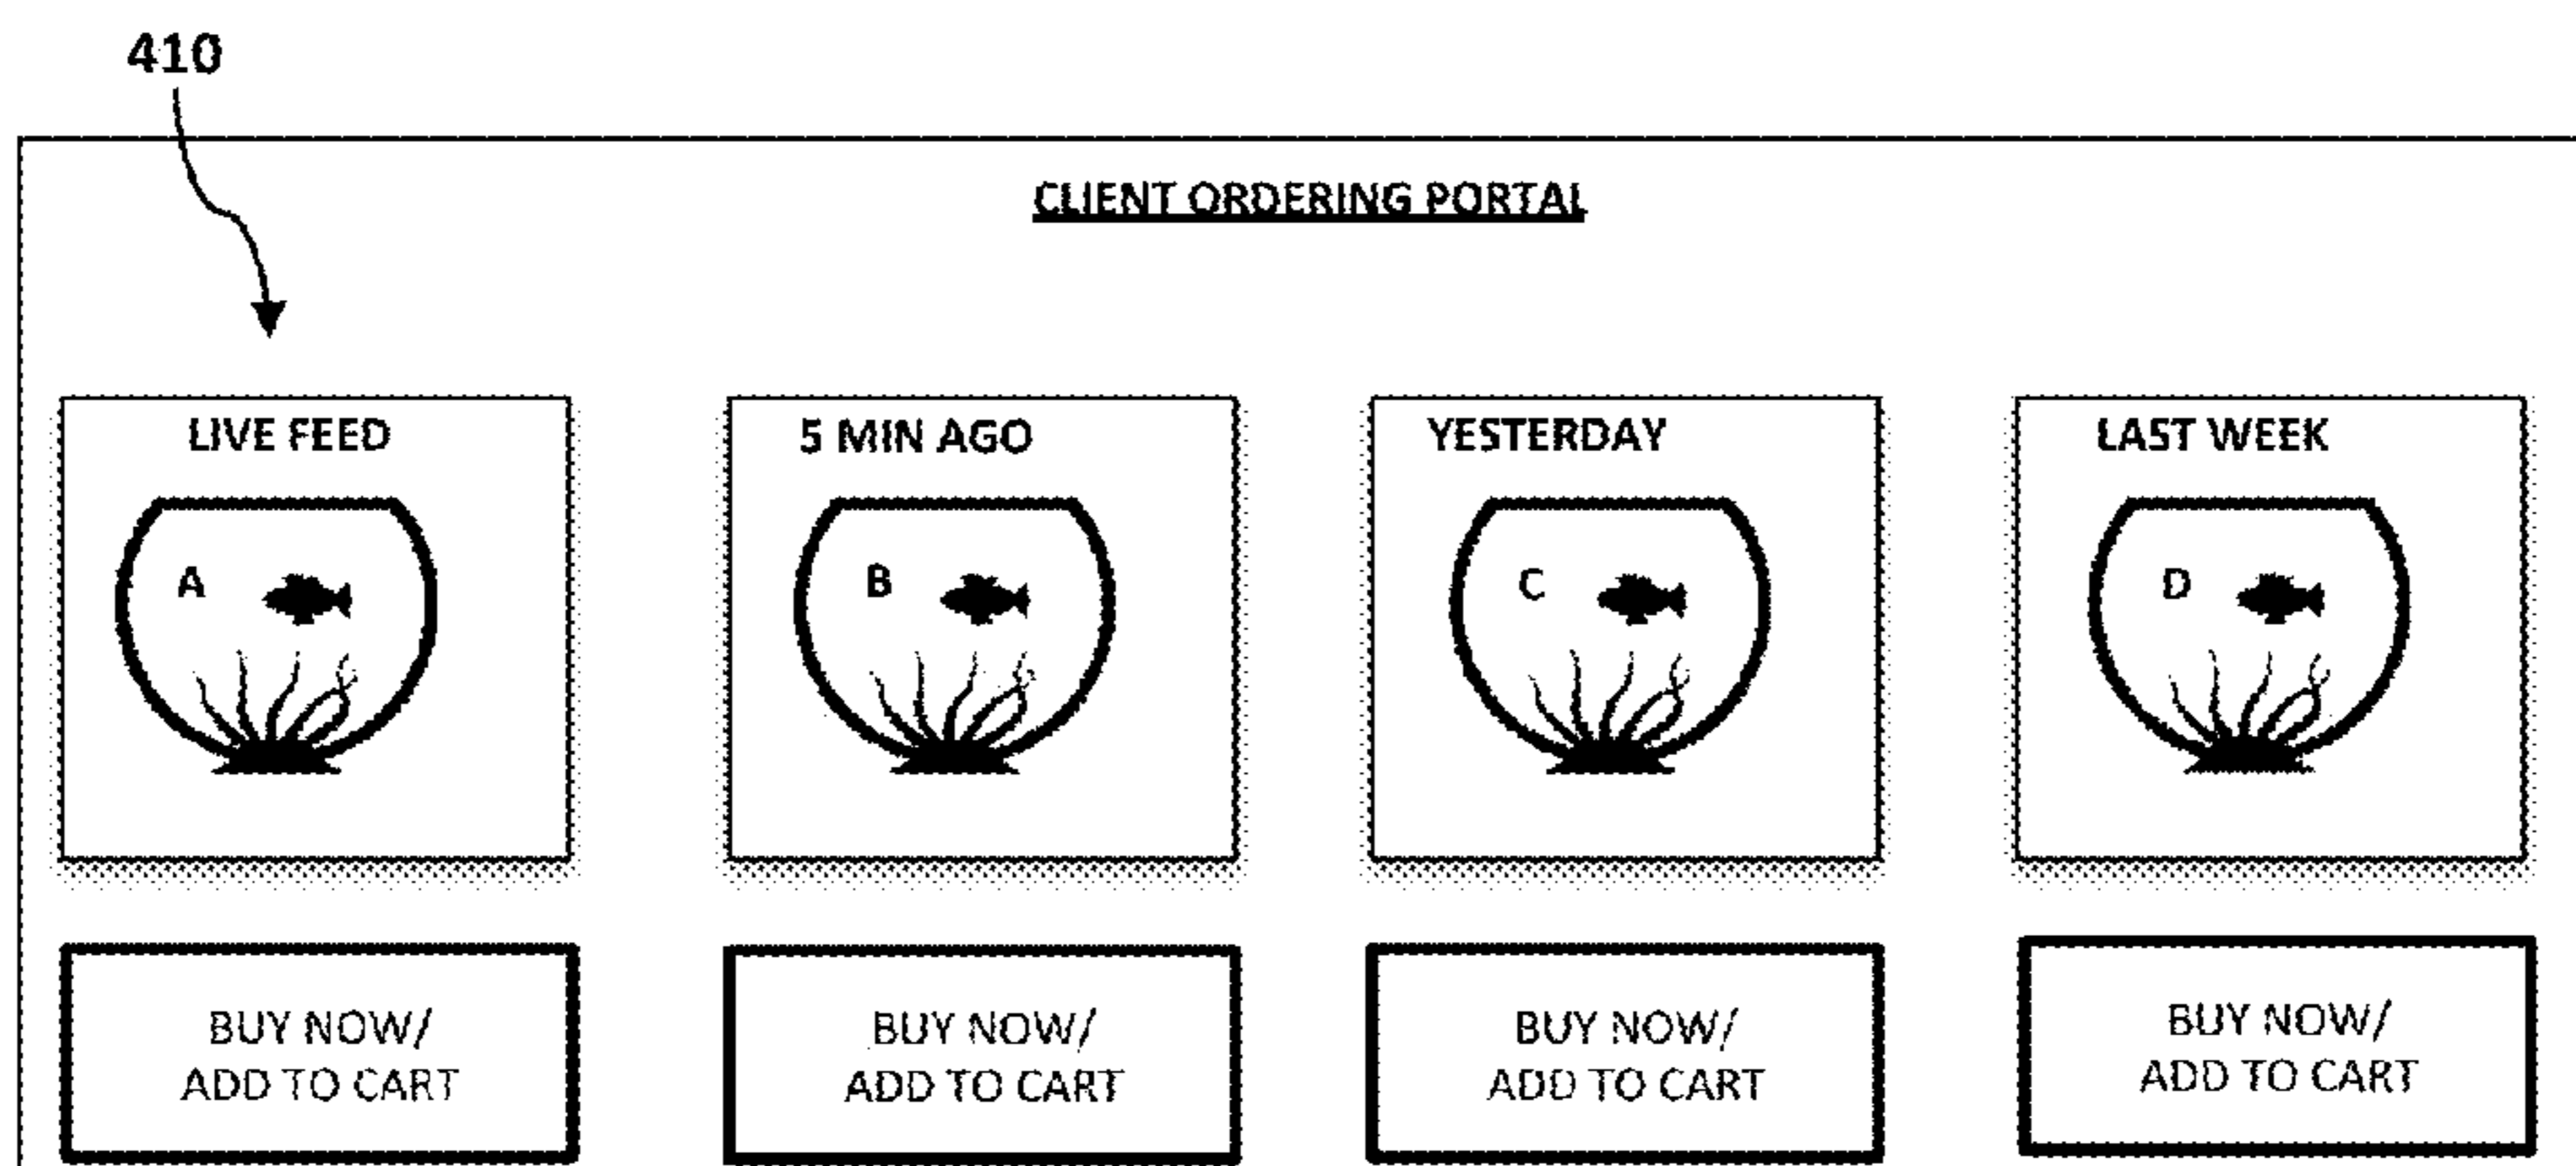 410
CLIENT ORDERING PORTAL
LIVE FEED
5 MIN AGO
YESTERDAY
LAST WEEK
A
B
C
D
BUY NOW/
ADD TO CART
BUY NOW/
ADD TO CART
BUY NOW/
ADD TO CART
BUY NOW/
ADD TO CART